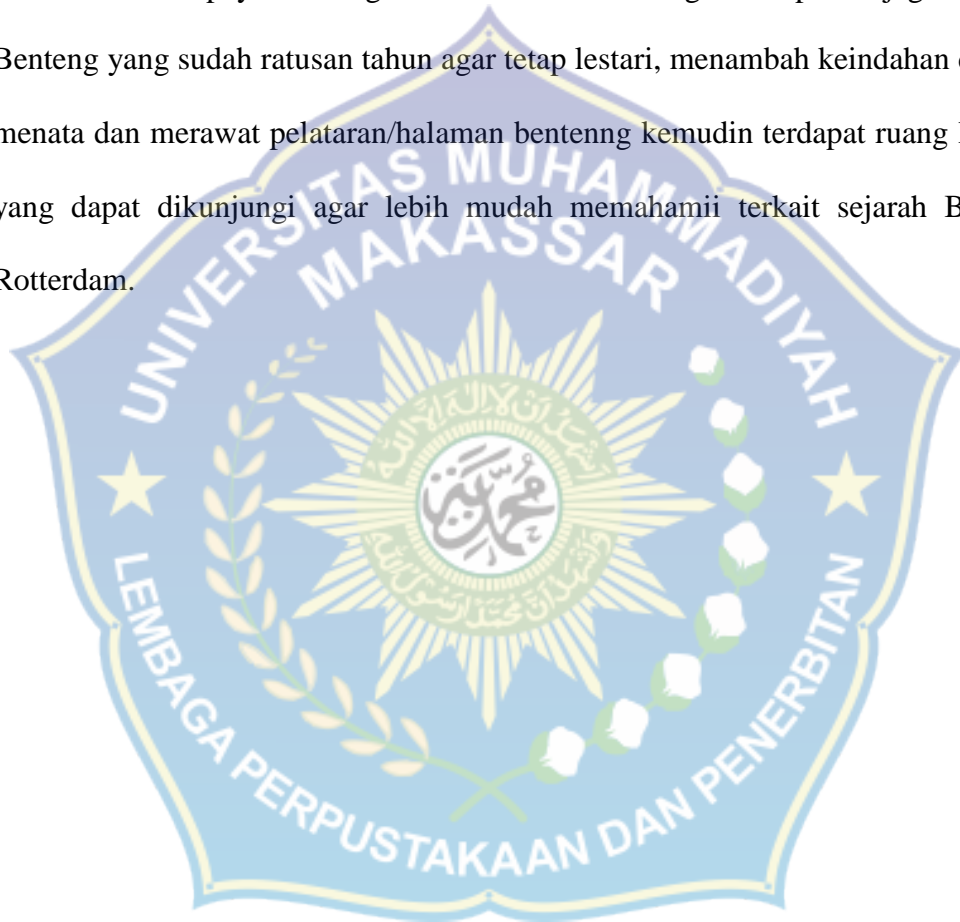 Benteng yang sudah ratusan tahun agar tetap lestari, menambah keindahan
menata dan merawat pelataran/halaman bentenng kemudin terdapat ruang
yang dapat dikunjungi agar lebih mudah memahamii terkait sejarah
Rotterdam.
UNIVERSITAS MUHAMMADIYAH
MAKASSAR
LEMBAGA PERPUSTAKAAN DAN PENERBITAN